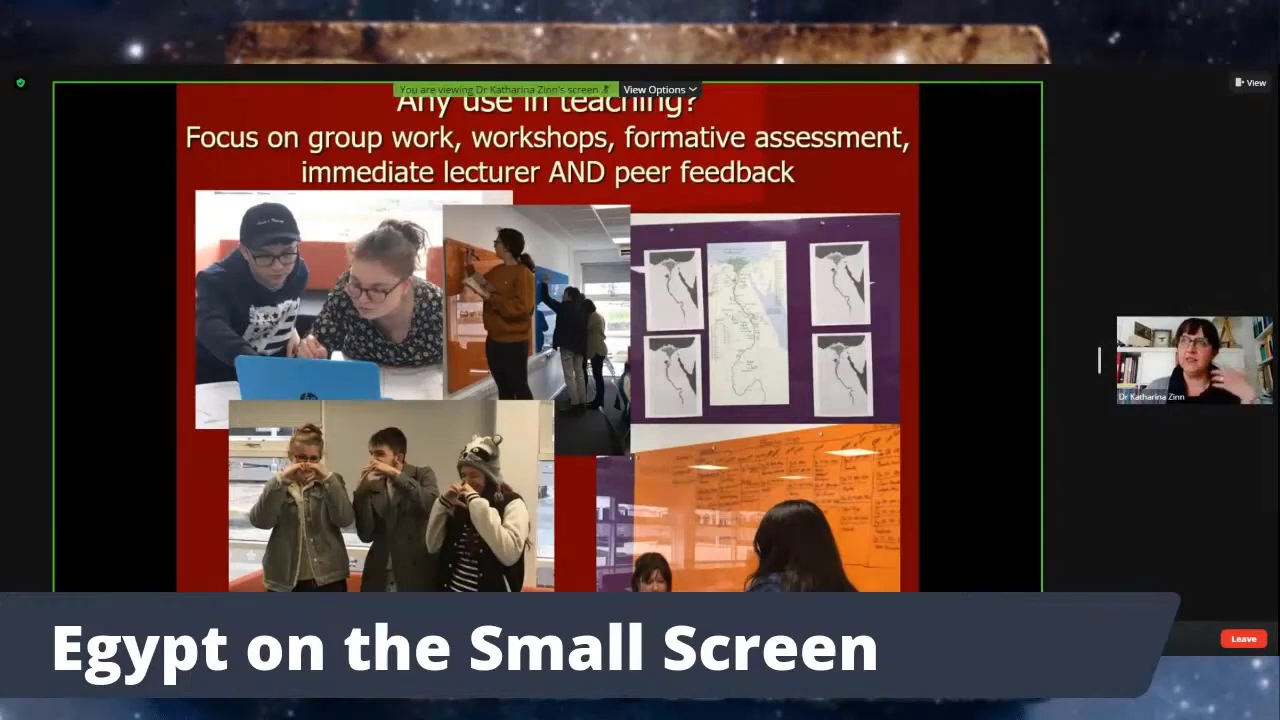 You are viewing Dr Katharina Zinn's screen
View Options
View
Any use in teaching?
Focus on group work, workshops, formative assessment,
immediate lecturer AND peer feedback
hp
Dr Katharina Zinn
Leave
Egypt on the Small Screen